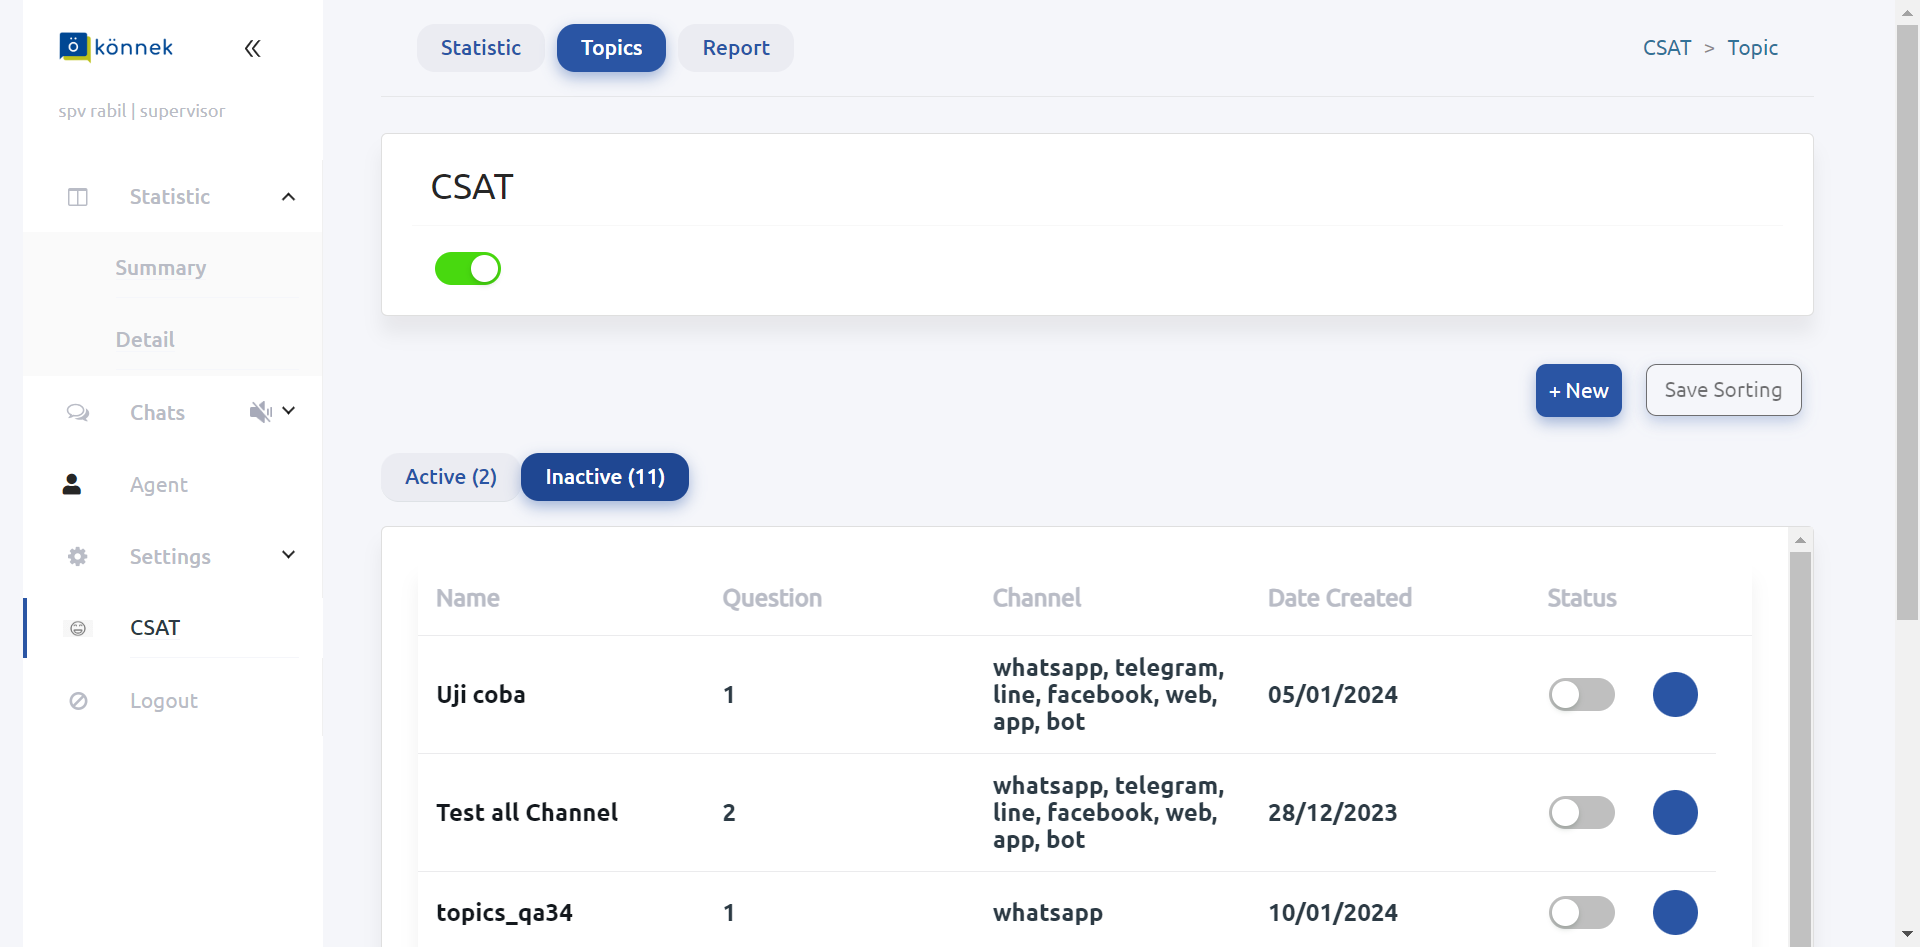 ö könnek
spv rabil | supervisor
Statistic
Summary
Detail
Chats
Agent
Settings
CSAT
Logout
Statistic Topics Report
CSAT > Topic
CSAT
+ New Save Sorting
Active (2) Inactive (11)
Name Question Channel Date Created Status
whatsapp, telegram,
Uji coba 1 line, facebook, web, 05/01/2024
app, bot
whatsapp, telegram,
Test all Channel 2 line, facebook, web, 28/12/2023
app, bot
topics_qa34 1 whatsapp 10/01/2024